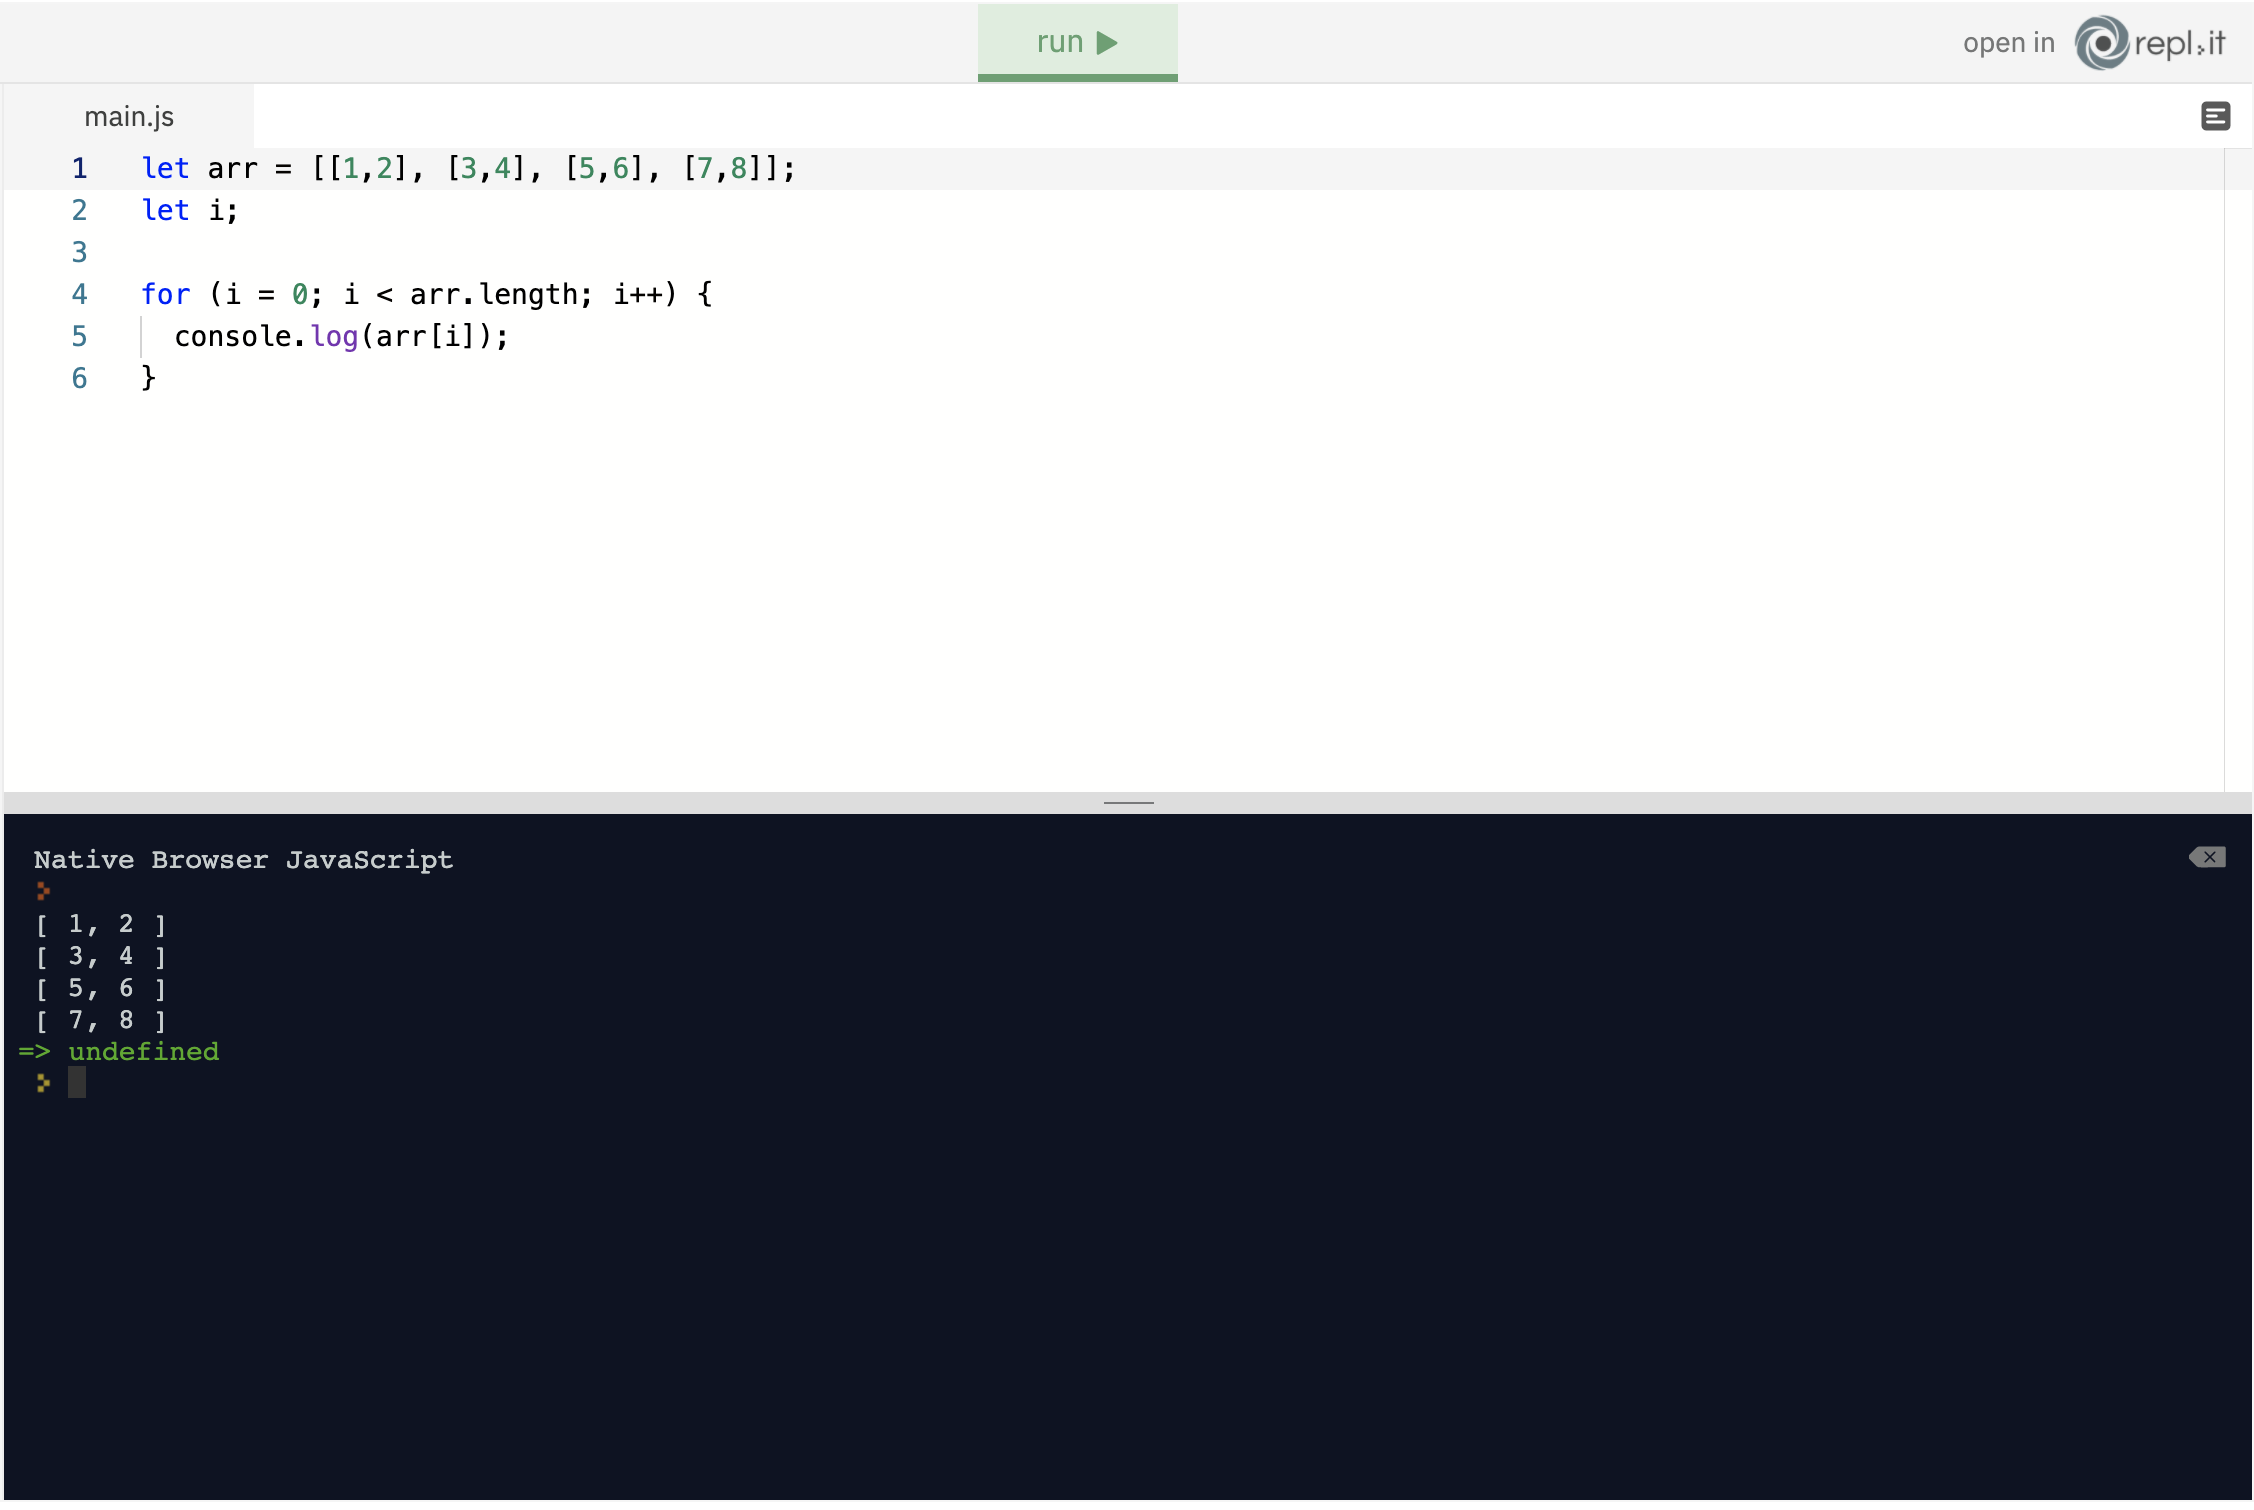 run
open in repl.it
main.js
1 let arr = [[1,2], [3,4], [5,6], [7,8]];
2 let i;
3
4 for (i = 0; i < arr.length; i++) {
5   console.log(arr[i]);
6 }
Native Browser JavaScript
[ 1, 2 ]
[ 3, 4 ]
[ 5, 6 ]
[ 7, 8 ]
=> undefined